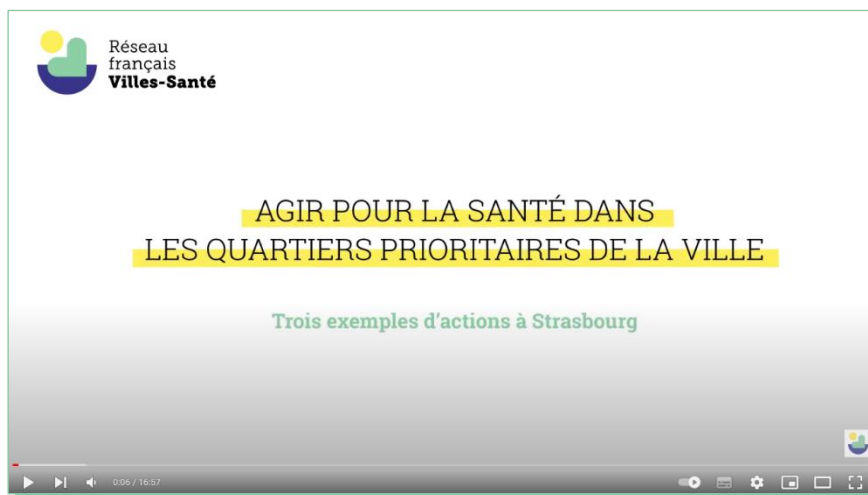 Réseau
français
Villes-Santé
AGIR POUR LA SANTÉ DANS
LES QUARTIERS PRIORITAIRES DE LA VILLE
Trois exemples d'actions à Strasbourg
0:06 / 16:57